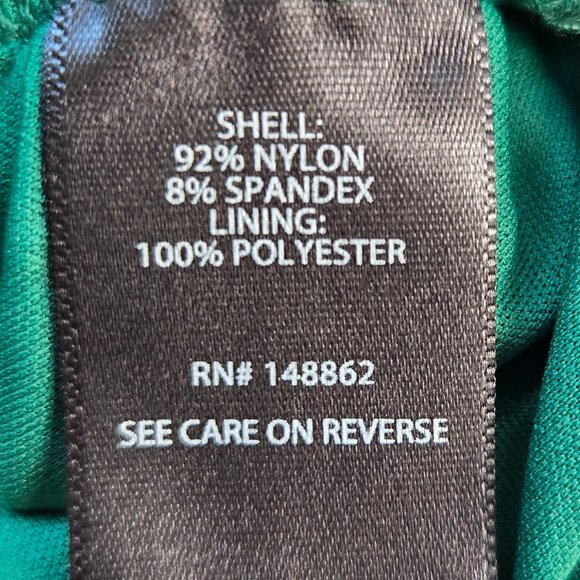 SHELL:
92% NYLON
8% SPANDEX
LINING:
100% POLYESTER
RN# 148862
SEE CARE ON REVERSE